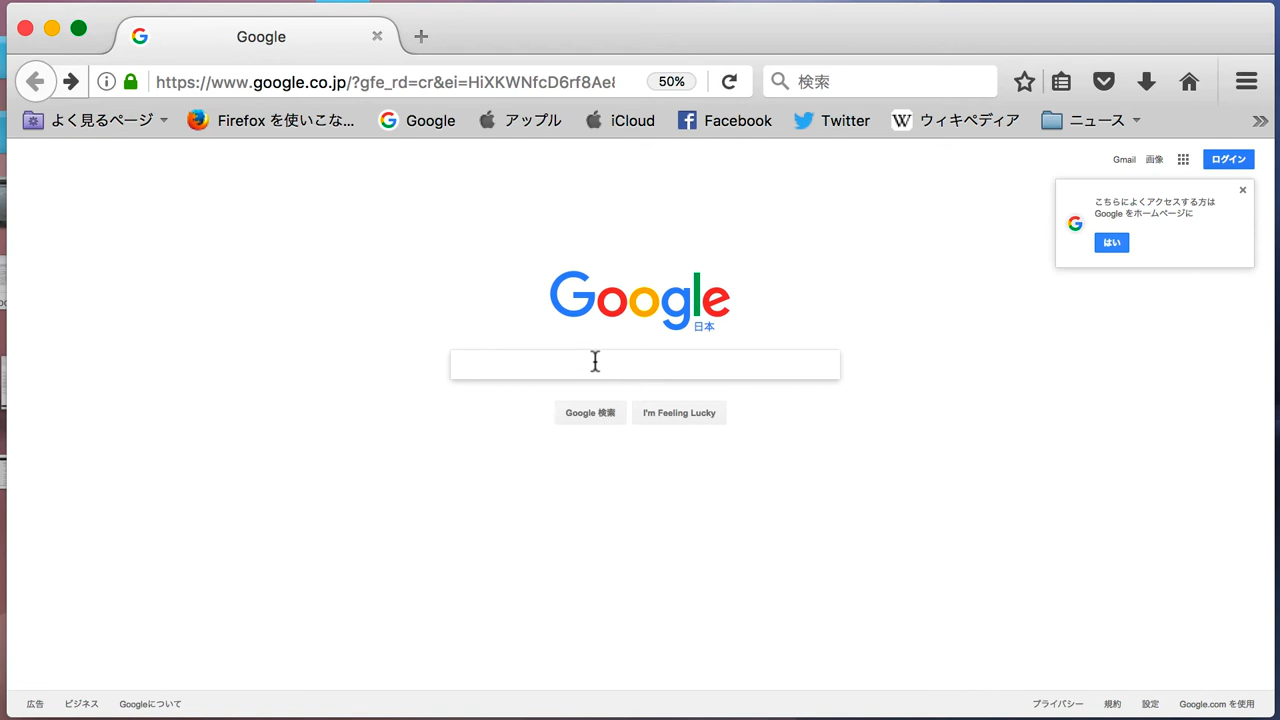 Google
https://www.google.co.jp/?gfe_rd=cr&ei=HiXKWNfcD6rf8Ae8
50%
検索
よく見るページ
Firefox を使いこな...
Google
アップル
iCloud
Facebook
Twitter
W ウィキペディア
ニュース
Gmail
画像
ログイン
こちらによくアクセスする方は
Google をホームページに
はい
Google
日本
Google 検索
I'm Feeling Lucky
広告
ビジネス
Googleについて
プライバシー
規約
設定
Google.com を使用